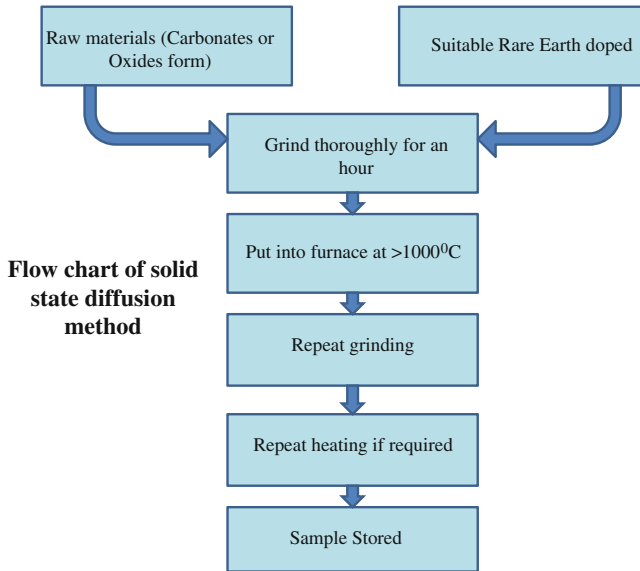 Raw materials (Carbonates or
Oxides form)
Suitable Rare Earth doped
Grind thoroughly for an
hour
Put into furnace at >1000⁰C
Flow chart of solid
state diffusion
method
Repeat grinding
Repeat heating if required
Sample Stored